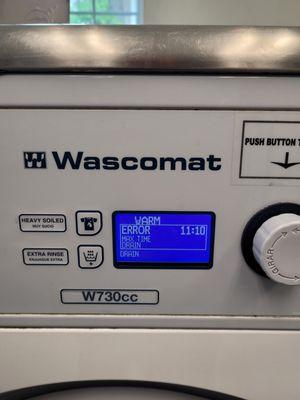 PUSH BUTTON T
Wascomat
HEAVY SOILED
MUY SUCIO
EXTRA RINSE
ENJUAGUE EXTRA
WARM
ERROR 11:10
MAX TIME
DRAIN
DRAIN
GIRAR
W730cc